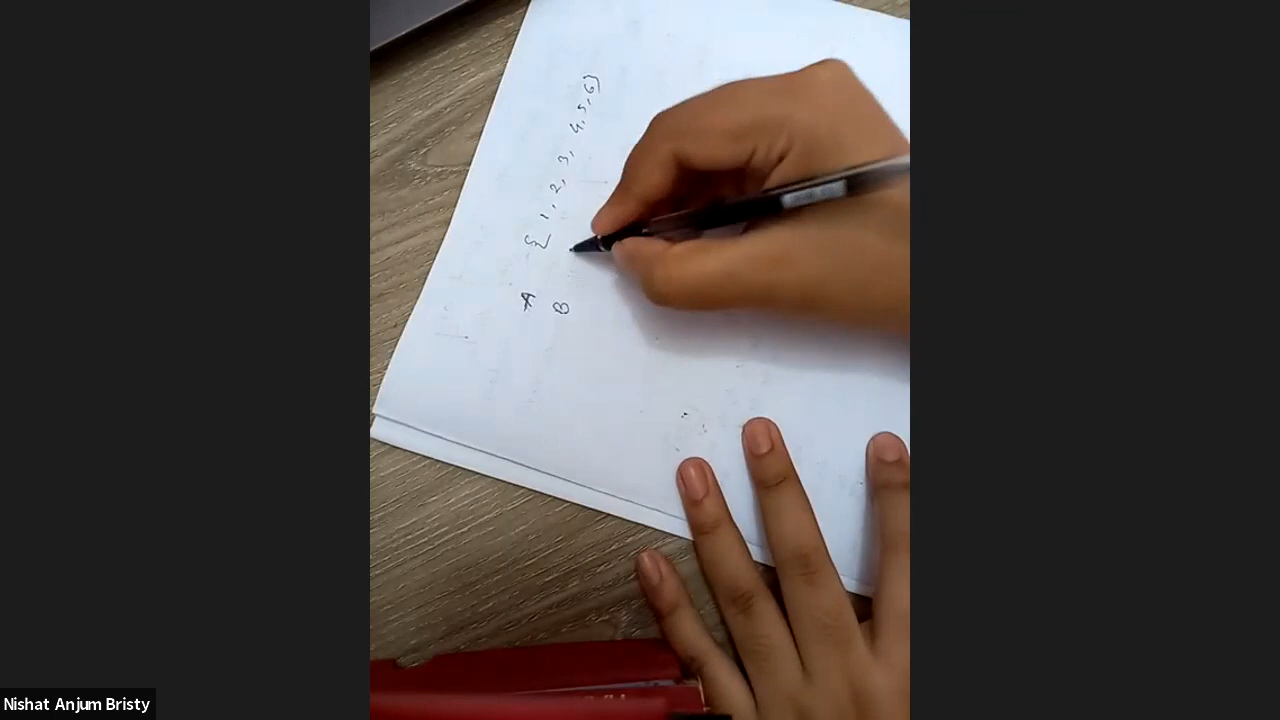 A { 1, 2, 3, 4, 5, 6}
B
Nishat Anjum Bristy